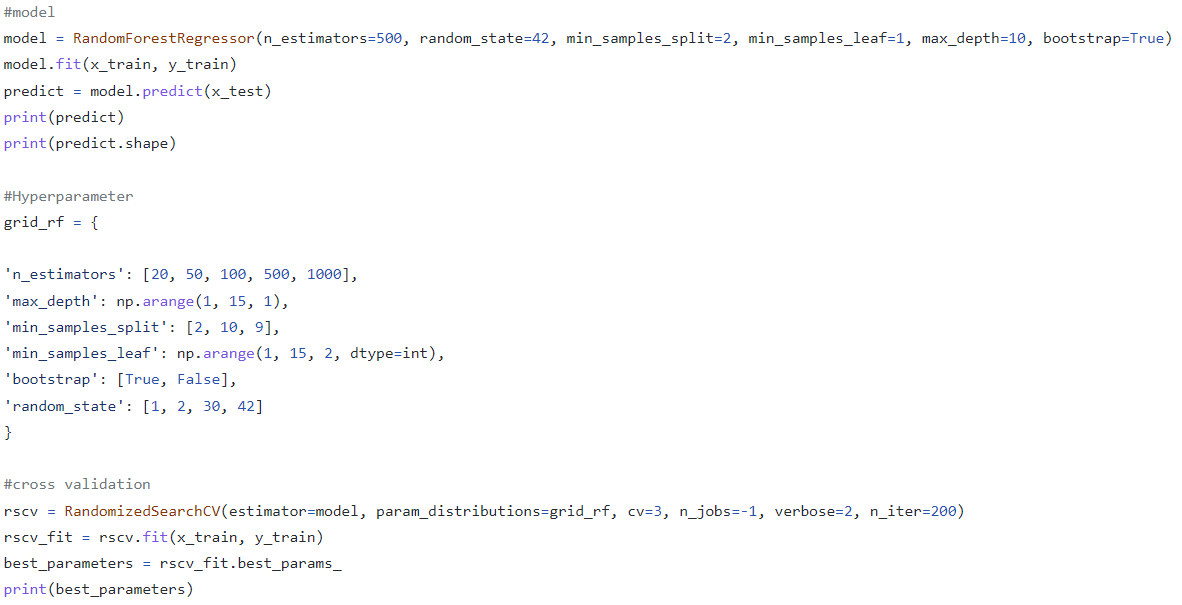 #model
model = RandomForestRegressor(n_estimators=500, random_state=42, min_samples_split=2, min_samples_leaf=1, max_depth=10, bootstrap=True)
model.fit(x_train, y_train)
predict = model.predict(x_test)
print(predict)
print(predict.shape)
#Hyperparameter
grid_rf = {
'n_estimators': [20, 50, 100, 500, 1000],
'max_depth': np.arange(1, 15, 1),
'min_samples_split': [2, 10, 9],
'min_samples_leaf': np.arange(1, 15, 2, dtype=int),
'bootstrap': [True, False],
'random_state': [1, 2, 30, 42]
}
#cross validation
rscv = RandomizedSearchCV(estimator=model, param_distributions=grid_rf, cv=3, n_jobs=-1, verbose=2, n_iter=200)
rscv_fit = rscv.fit(x_train, y_train)
best_parameters = rscv_fit.best_params_
print(best_parameters)